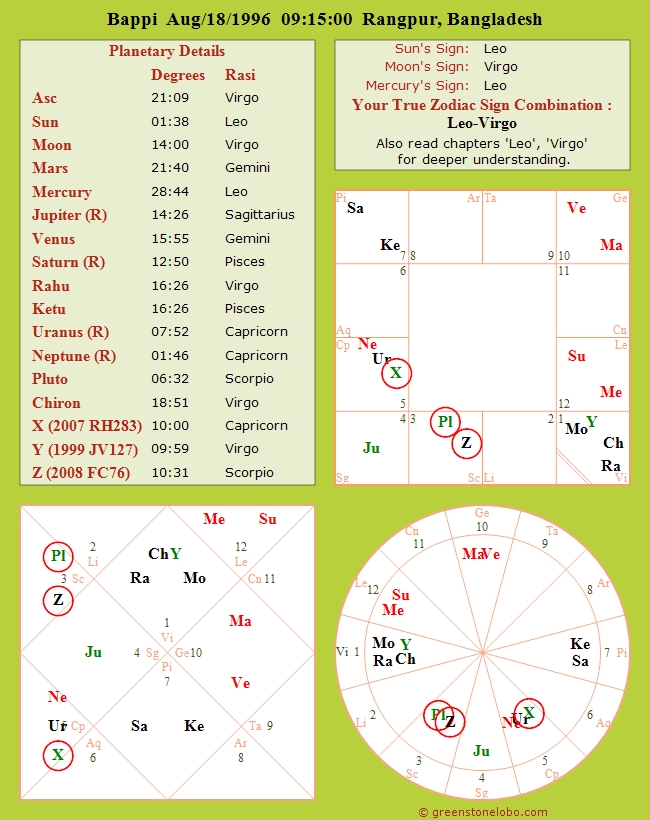 Bappi Aug/18/1996 09:15:00 Rangpur, Bangladesh
Planetary Details
Degrees Rasi
Asc 21:09 Virgo
Sun 01:38 Leo
Moon 14:00 Virgo
Mars 21:40 Gemini
Mercury 28:44 Leo
Jupiter (R) 14:26 Sagittarius
Venus 15:55 Gemini
Saturn (R) 12:50 Pisces
Rahu 16:26 Virgo
Ketu 16:26 Pisces
Uranus (R) 07:52 Capricorn
Neptune (R) 01:46 Capricorn
Pluto 06:32 Scorpio
Chiron 18:51 Virgo
X (2007 RH283) 10:00 Capricorn
Y (1999 JV127) 09:59 Virgo
Z (2008 FC76) 10:31 Scorpio
Sun's Sign: Leo
Moon's Sign: Virgo
Mercury's Sign: Leo
Your True Zodiac Sign Combination :
Leo-Virgo
Also read chapters 'Leo', 'Virgo'
for deeper understanding.
Pi Ar Ta Ge
Sa Ve
Ke Ma
7 8 9 10
6 11
Aq Cn
Cp Le
Ne
Ur Su
X
Me
5 12
4 3 2 1
Pl Mo Y
Z Ch
Ju
Ra
Sg Sc Li Vi
Me Su
2 12
Pl Ch Y
Li Le
3 Sc Ra Mo Cn 11
Z
1 Ma
Vi
Ju 4 Sg Ge 10
Pi
7 Ve
Ne
Ur 5 Cp Sa Ke Ta 9
Aq Ar
X 6 8
Ge
10
Cn Ta
11 9
Ma Ve
Le 12 8 Ar
Su
Me
Mo Y Ke
Vi 1 7 Pi
Ra Ch Sa
Li 2 6 Aq
Pl Z Ne Ur X
Ju
3 5
Sc 4 Cp
Sg
© greenstonelobo.com